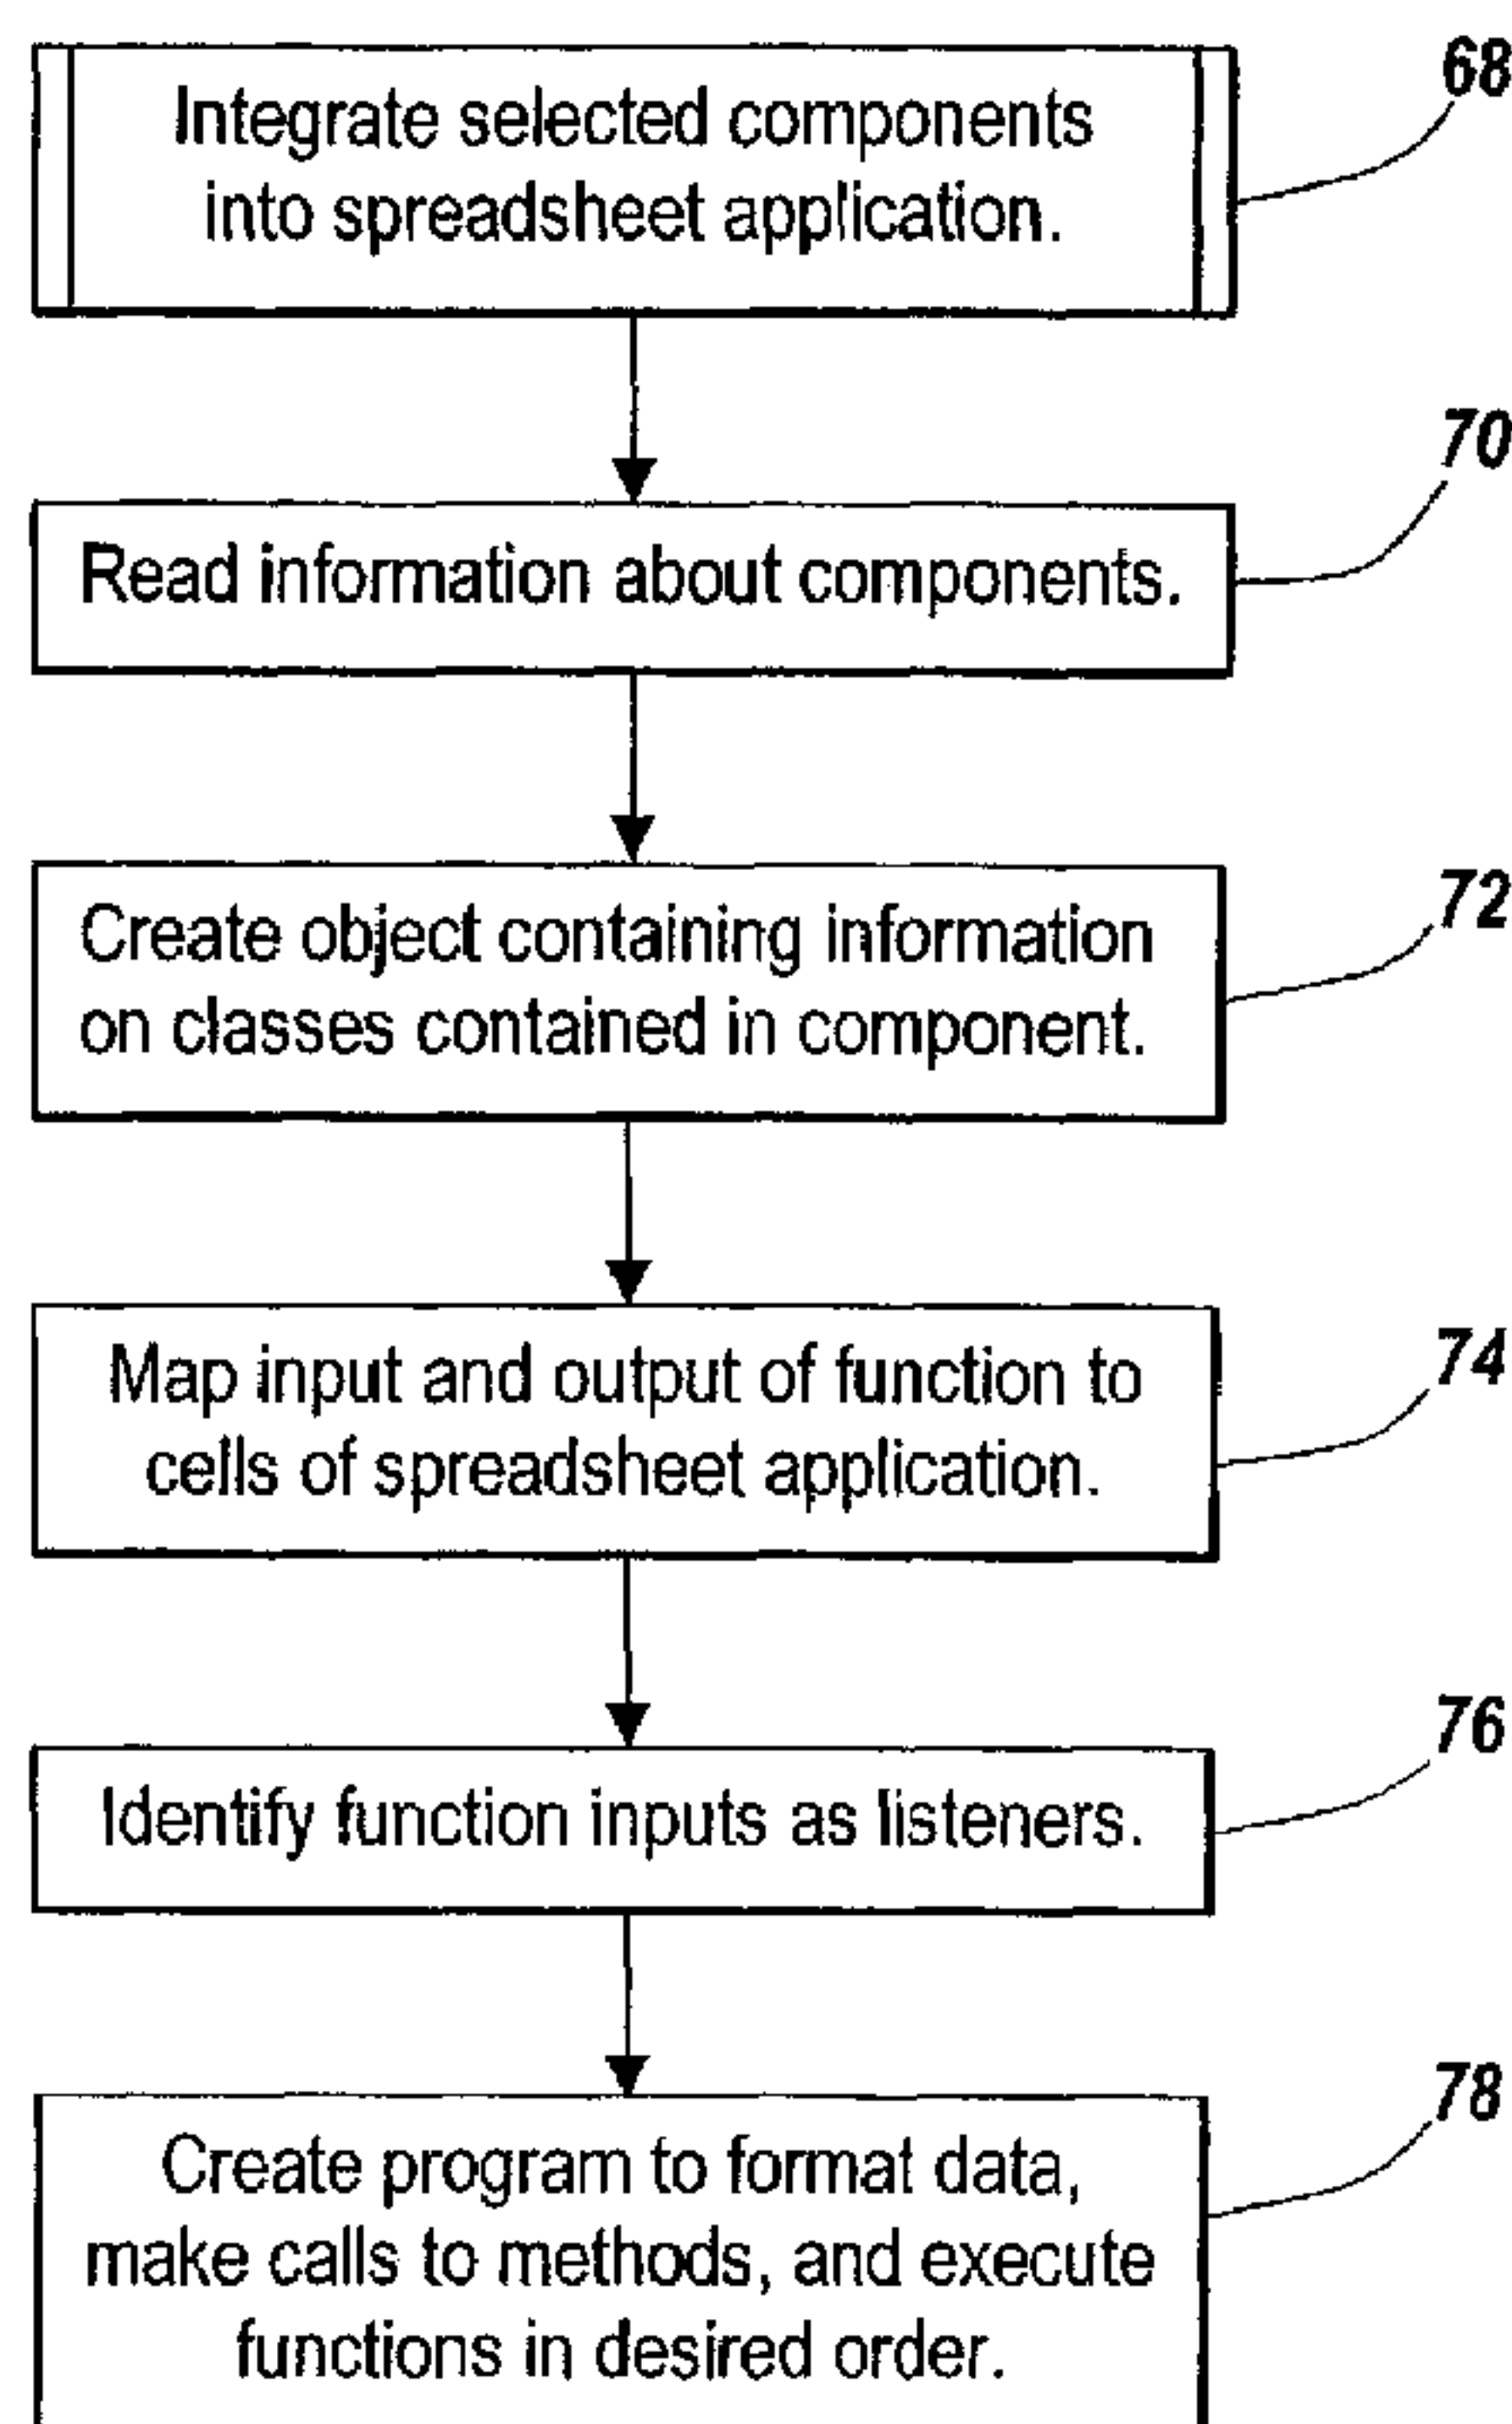 68
Integrate selected components
into spreadsheet application.
70
Read information about components.
72
Create object containing information
on classes contained in component.
74
Map input and output of function to
cells of spreadsheet application.
76
Identify function inputs as listeners.
78
Create program to format data,
make calls to methods, and execute
functions in desired order.